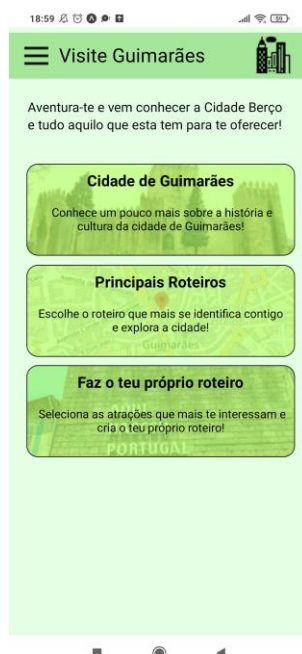 18:59
59
Visite Guimarães
Aventura-te e vem conhecer a Cidade Berço
e tudo aquilo que esta tem para te oferecer!
Cidade de Guimarães
Conhece um pouco mais sobre a história e
cultura da cidade de Guimarães!
Principais Roteiros
Escolhe o roteiro que mais se identifica contigo
e explora a cidade!
Guimarães
Faz o teu próprio roteiro
Seleciona as atrações que mais te interessam e
cria o teu próprio roteiro!
PORTUGAL